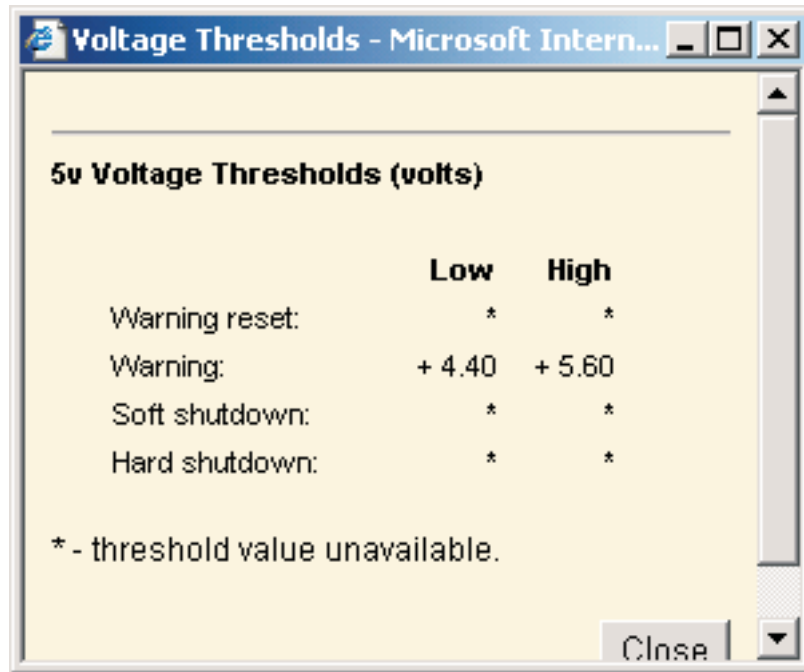 Voltage Thresholds - Microsoft Intern...
5v Voltage Thresholds (volts)
Low High
Warning reset: * *
Warning: + 4.40 + 5.60
Soft shutdown: * *
Hard shutdown: * *
* - threshold value unavailable.
Close